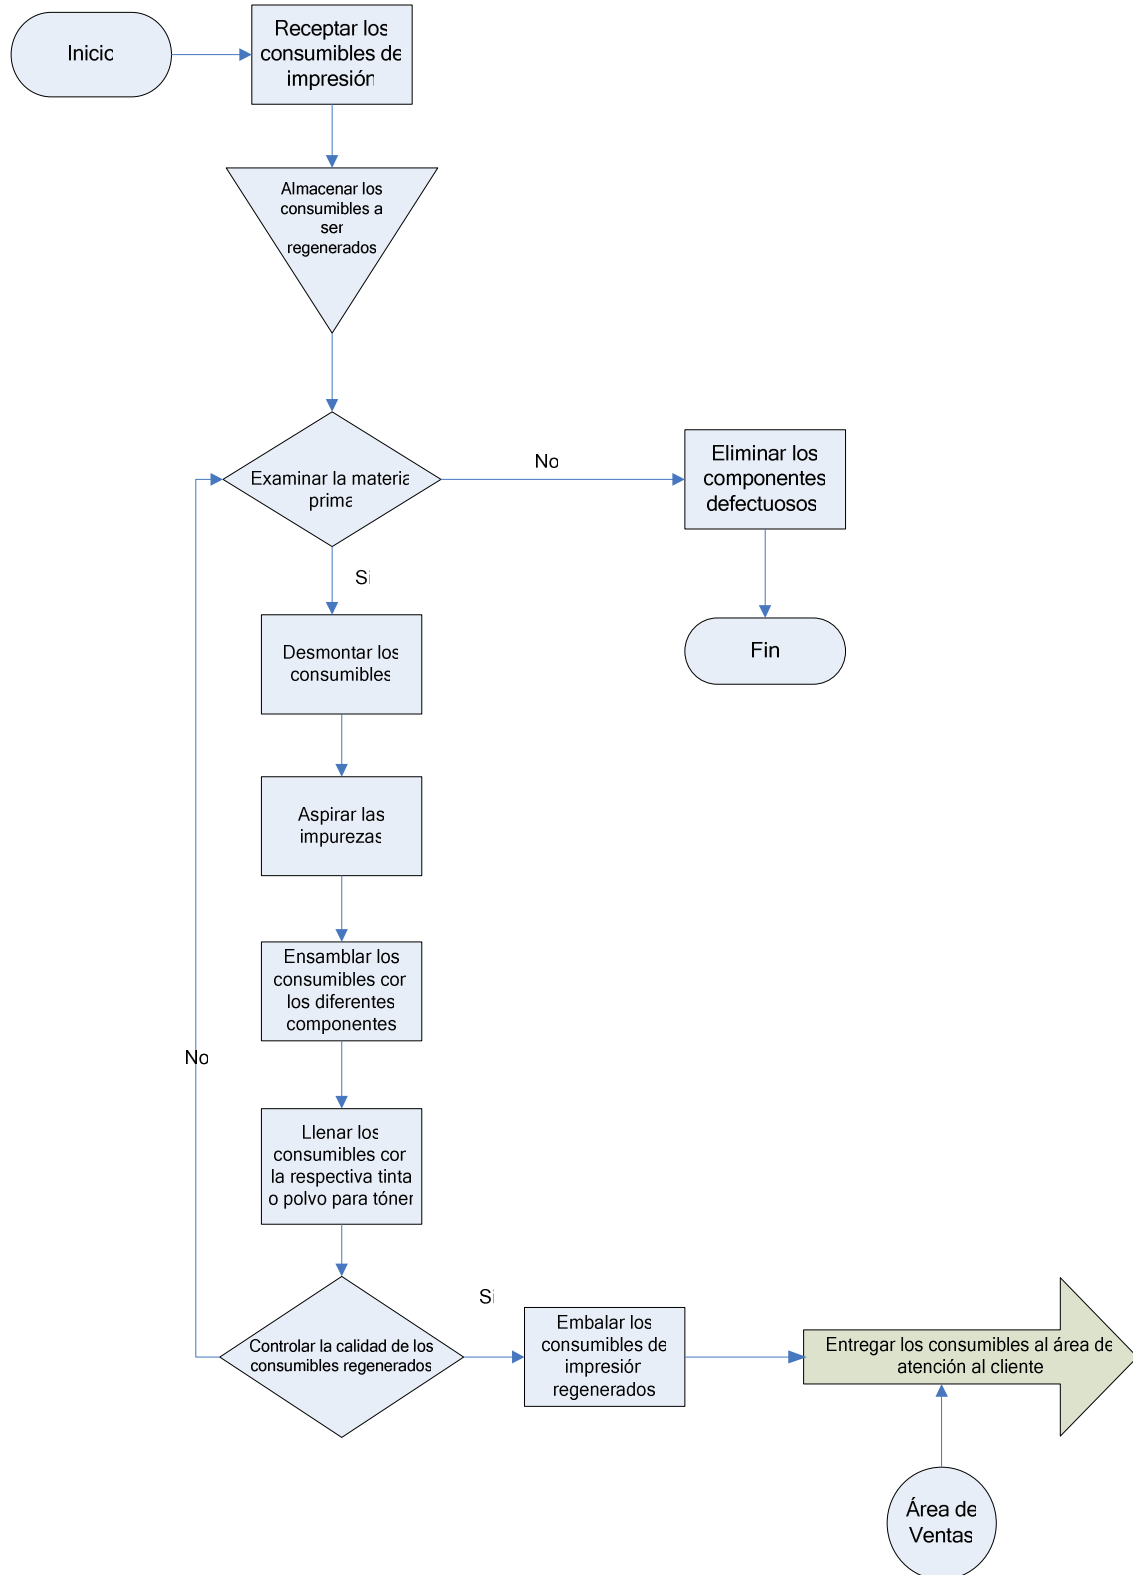 Inicio
Receptar los
consumibles de
impresión
Almacenar los
consumibles a
ser
regenerados
Examinar la materia
prima
No
Eliminar los
componentes
defectuosos
Si
Fin
Desmontar los
consumibles
Aspirar las
impurezas
Ensamblar los
consumibles con
los diferentes
componentes
No
Llenar los
consumibles con
la respectiva tinta
o polvo para tóner
Controlar la calidad de los
consumibles regenerados
Si
Embalar los
consumibles de
impresión
regenerados
Entregar los consumibles al área de
atención al cliente
Área de
Ventas